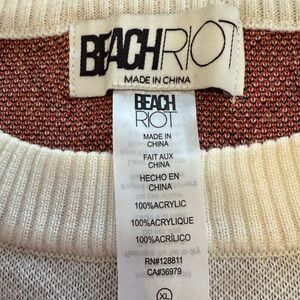 BEACHRIOT
MADE IN CHINA
BEACH
RIOT
MADE IN
CHINA
FAIT AUX
CHINA
HECHO EN
CHINA
100%ACRYLIC
100%ACRYLIQUE
100%ACRÍLICO
RN#128811
CA#36979
XL